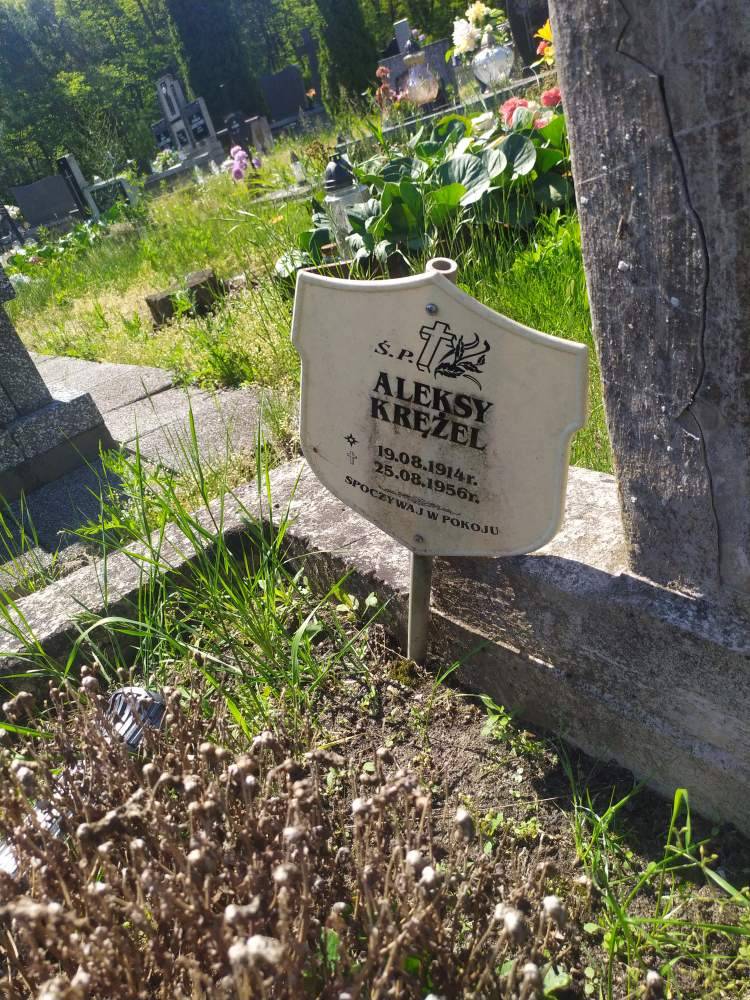 Ś.P.
ALEKSY
KRĘŻEL
19.08.1914r.
25.08.1956r.
SPOCZYWAJ W POKOJU